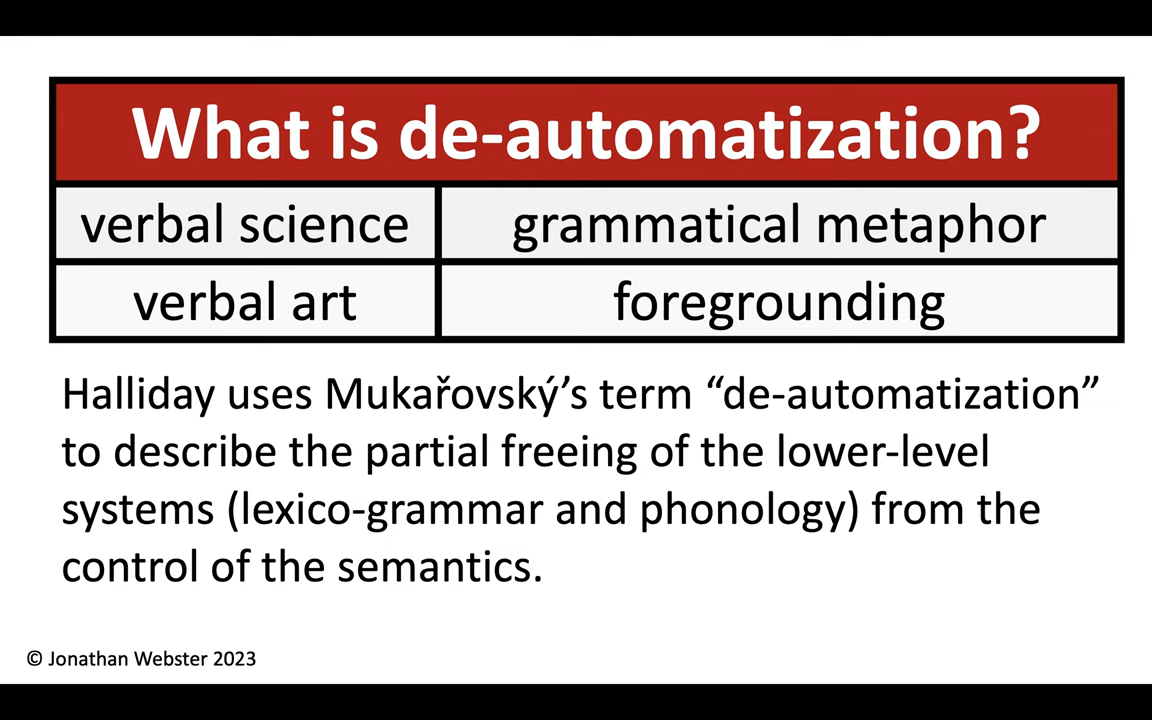 What is de-automatization?
verbal science grammatical metaphor
verbal art foregrounding
Halliday uses Mukařovský’s term “de-automatization”
to describe the partial freeing of the lower-level
systems (lexico-grammar and phonology) from the
control of the semantics.
© Jonathan Webster 2023